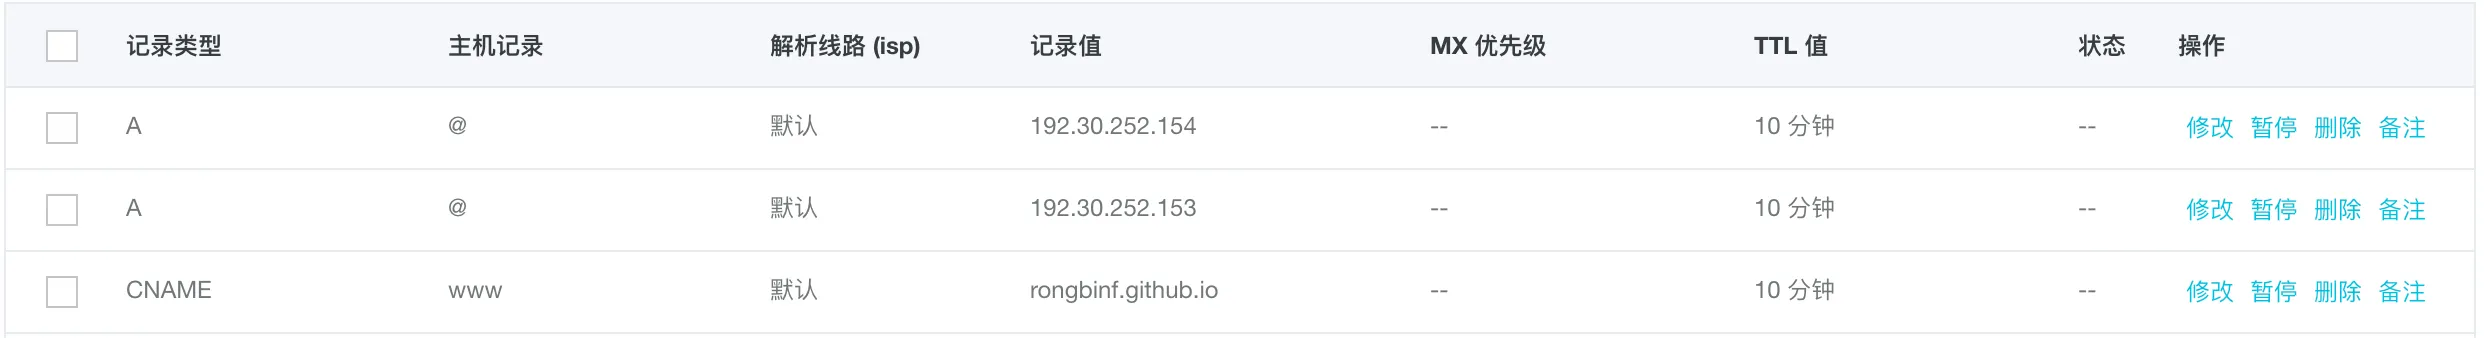 记录类型 主机记录 解析线路 (isp) 记录值 MX 优先级 TTL 值 状态 操作
A @ 默认 192.30.252.154 -- 10 分钟 -- 修改 暂停 删除 备注
A @ 默认 192.30.252.153 -- 10 分钟 -- 修改 暂停 删除 备注
CNAME www 默认 rongbinf.github.io -- 10 分钟 -- 修改 暂停 删除 备注